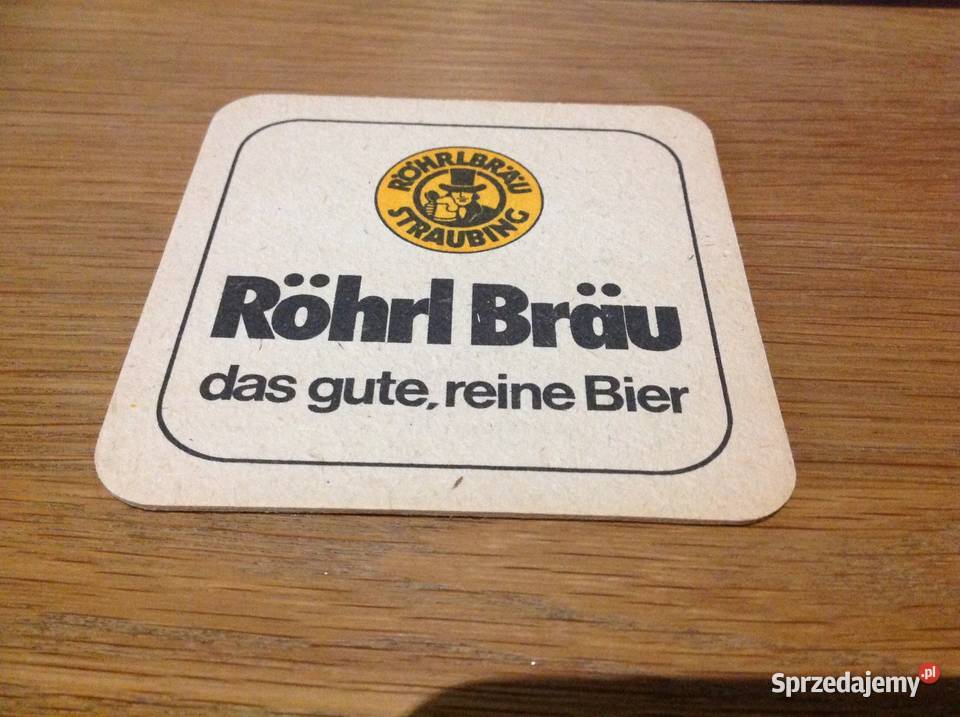 RÖHRLBRÄU
STRAUBING
Röhrl Bräu
das gute, reine Bier
Sprzedajemy.pl